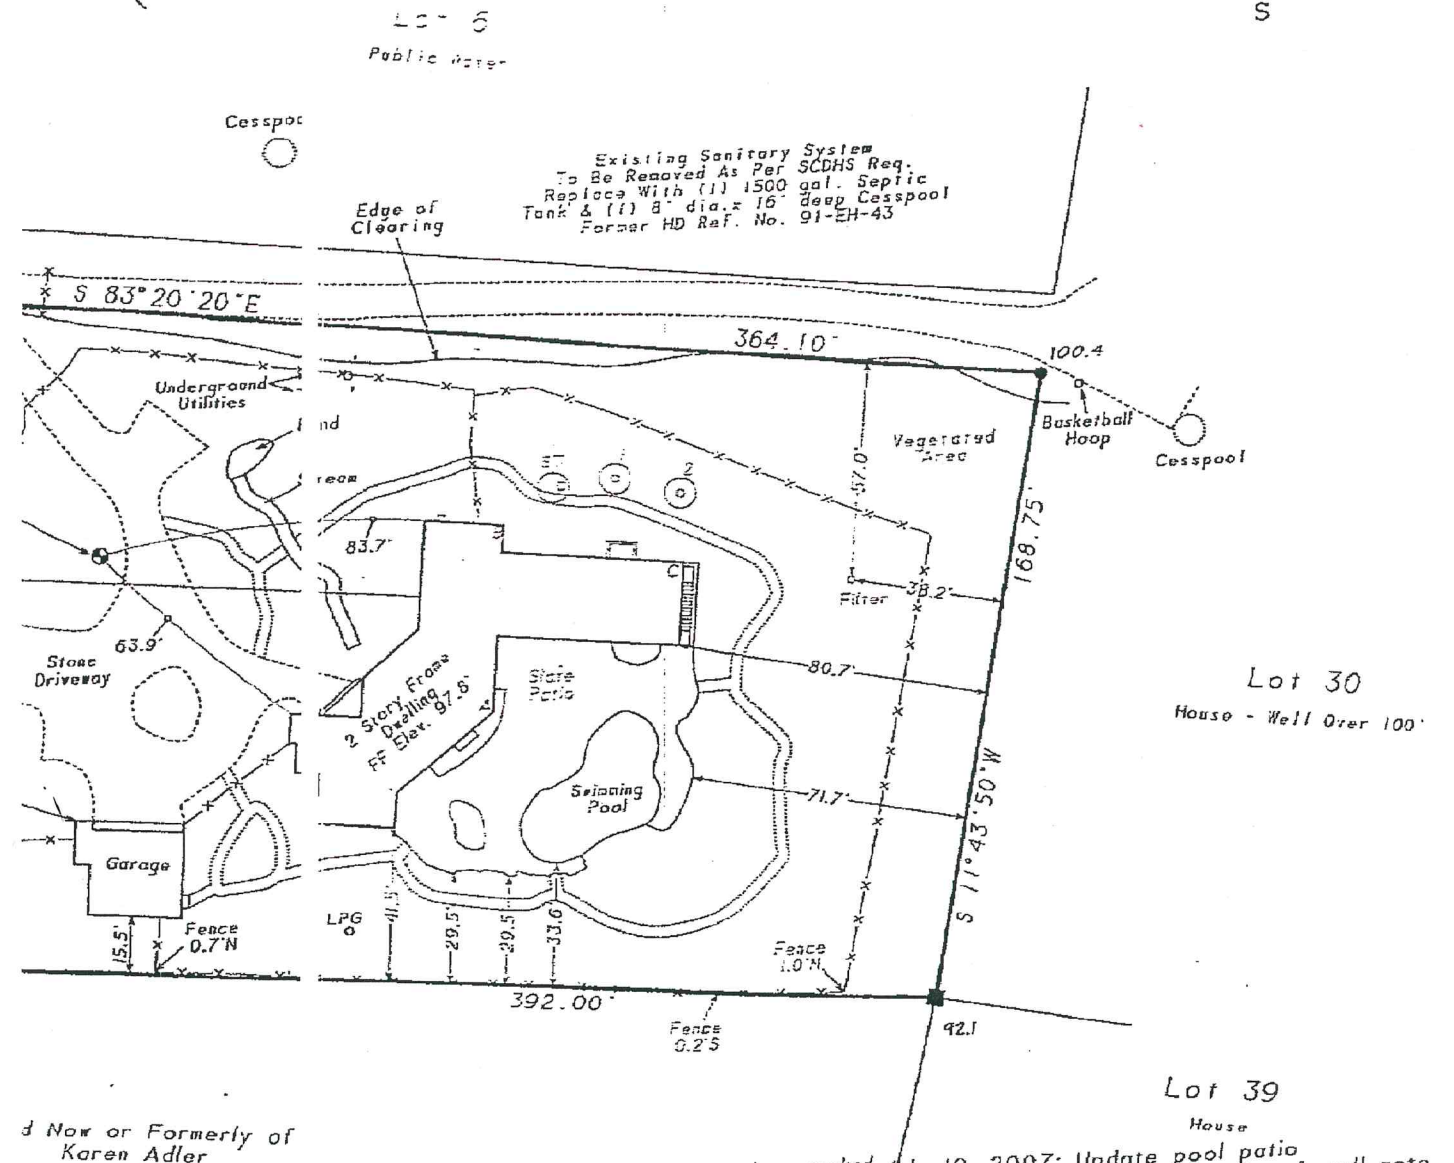 S
Lot 6
Public Water
Cesspoo
Existing Sanitary System
To Be Removed As Per SCDHS Req.
Replace With (1) 1500 gal. Septic
Tank & (1) 8' dia.x 16' deep Cesspool
Former HD Ref. No. 91-EH-43
Edge of
Clearing
S 83°20'20"E
364.10'
100.4
Underground
Utilities
Basketball
Hoop
Cesspool
Vegetated
Area
57.0'
168.75'
ST
1
2
83.7'
Filter
38.2'
C
63.9'
Stone
Driveway
80.7'
Slate
Patio
2 Story Frame
Dwelling
FF Elev. 97.8'
Lot 30
House - Well Over 100'
Swimming
Pool
71.7'
S 11°43'50"W
Garage
LPG
Fence
0.7'N
15.5'
41.5'
29.5'
29.5'
33.6'
Fence
1.0'N
392.00'
Fence
0.2'S
92.1
Lot 39
House
d Now or Formerly of
Karen Adler
2007: Update pool patio